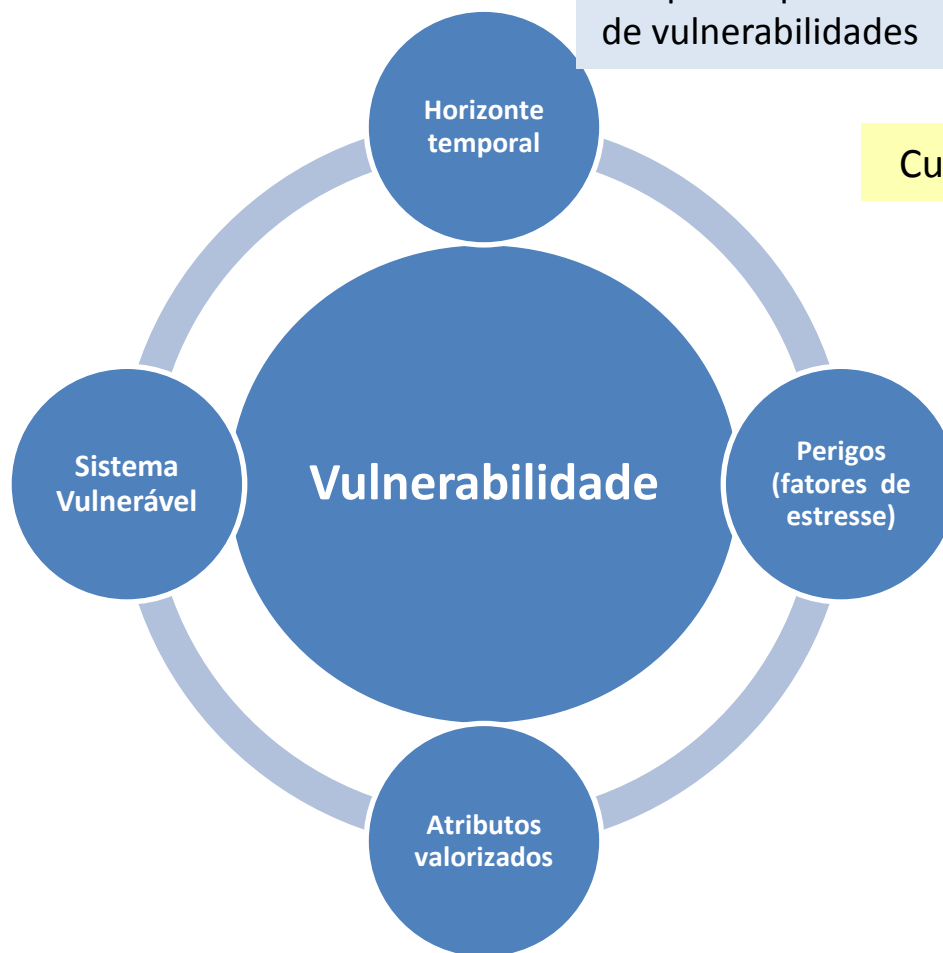 de vulnerabilidades
Horizonte
temporal
Sistema
Vulnerável
Vulnerabilidade
Perigos
(fatores de
estresse)
Atributos
valorizados